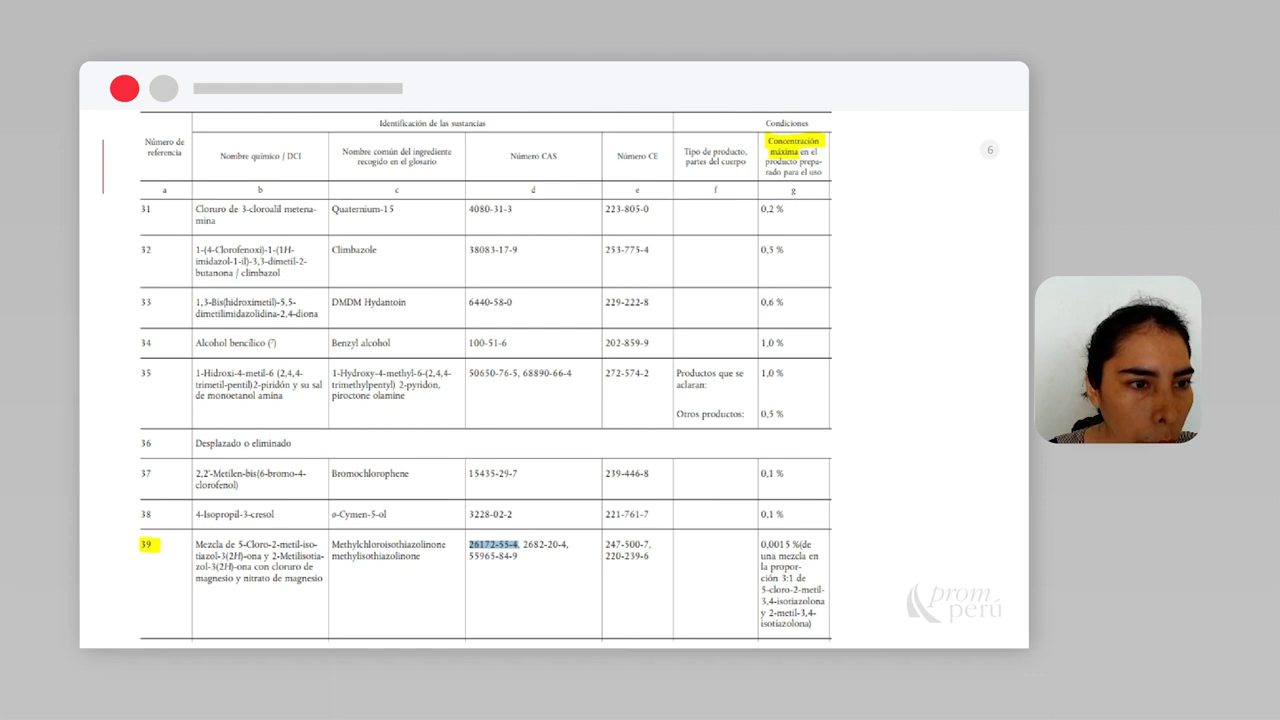 Identificación de las sustancias
Condiciones
Número de
referencia
Nombre químico / DCI
Nombre común del ingrediente
recogido en el glosario
Número CAS
Número CE
Tipo de producto,
partes del cuerpo
Concentración
máxima en el
producto prepa-
rado para el uso
a
b
c
d
e
f
g
31
Cloruro de 3-cloroalil metena-
mina
Quaternium-15
4080-31-3
223-805-0
0,2 %
32
1-(4-Clorofenoxi)-1-(1H-
imidazol-1-il)-3,3-dimetil-2-
butanona / climbazol
Climbazole
38083-17-9
253-775-4
0,5 %
33
1,3-Bis(hidroximetil)-5,5-
dimetilimidazolidina-2,4-diona
DMDM Hydantoin
6440-58-0
229-222-8
0,6 %
34
Alcohol bencílico (7)
Benzyl alcohol
100-51-6
202-859-9
1,0 %
35
1-Hidroxi-4-metil-6 (2,4,4-
trimetil-pentil)2-piridón y su sal
de monoetanol amina
1-Hydroxy-4-methyl-6-(2,4,4-
trimethylpentyl) 2-pyridon,
piroctone olamine
50650-76-5, 68890-66-4
272-574-2
Productos que se
aclaran:
1,0 %
Otros productos:
0,5 %
36
Desplazado o eliminado
37
2,2'-Metilen-bis(6-bromo-4-
clorofenol)
Bromochlorophene
15435-29-7
239-446-8
0,1 %
38
4-Isopropil-3-cresol
o-Cymen-5-ol
3228-02-2
221-761-7
0,1 %
39
Mezcla de 5-Cloro-2-metil-iso-
tiazol-3(2H)-ona y 2-Metilisotia-
zol-3(2H)-ona con cloruro de
magnesio y nitrato de magnesio
Methylchloroisothiazolinone
methylisothiazolinone
26172-55-4, 2682-20-4,
55965-84-9
247-500-7,
220-239-6
0,0015 %(de
una mezcla en
la propor-
ción 3:1 de
5-cloro-2-metil-
3,4-isotiazolona
y 2-metil-3,4-
isotiazolona)
6
prom
perú